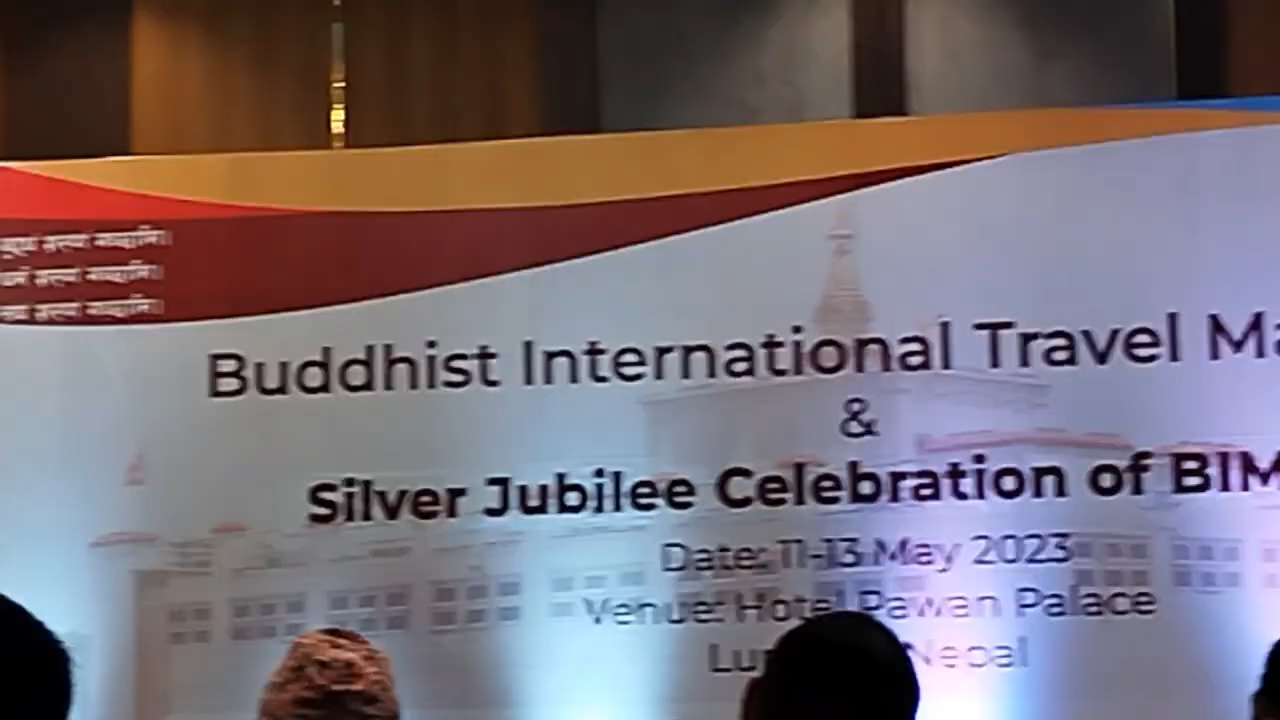 Buddhist International Travel Ma
&
Silver Jubilee Celebration of BIM
Date: 11-13 May 2023
Venue: Hotel Pawan Palace
Nepal